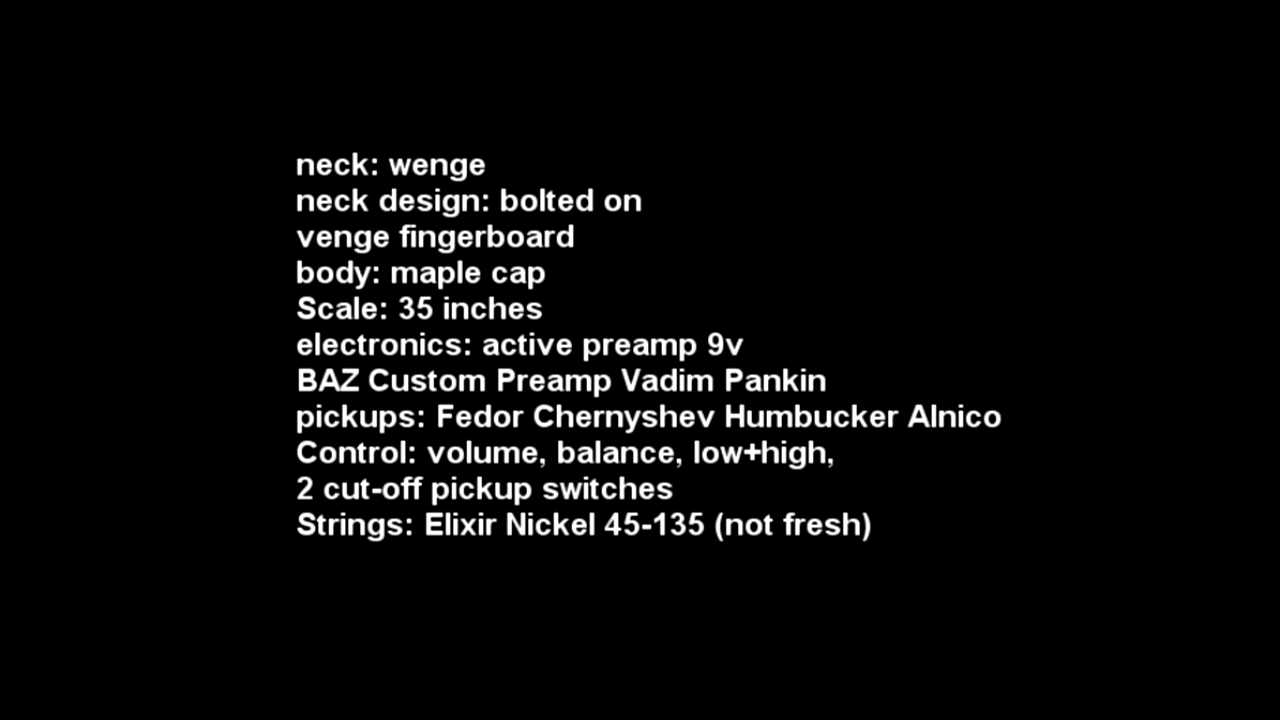 neck: wenge
neck design: bolted on
venge fingerboard
body: maple cap
Scale: 35 inches
electronics: active preamp 9v
BAZ Custom Preamp Vadim Pankin
pickups: Fedor Chernyshev Humbucker Alnico
Control: volume, balance, low+high,
2 cut-off pickup switches
Strings: Elixir Nickel 45-135 (not fresh)